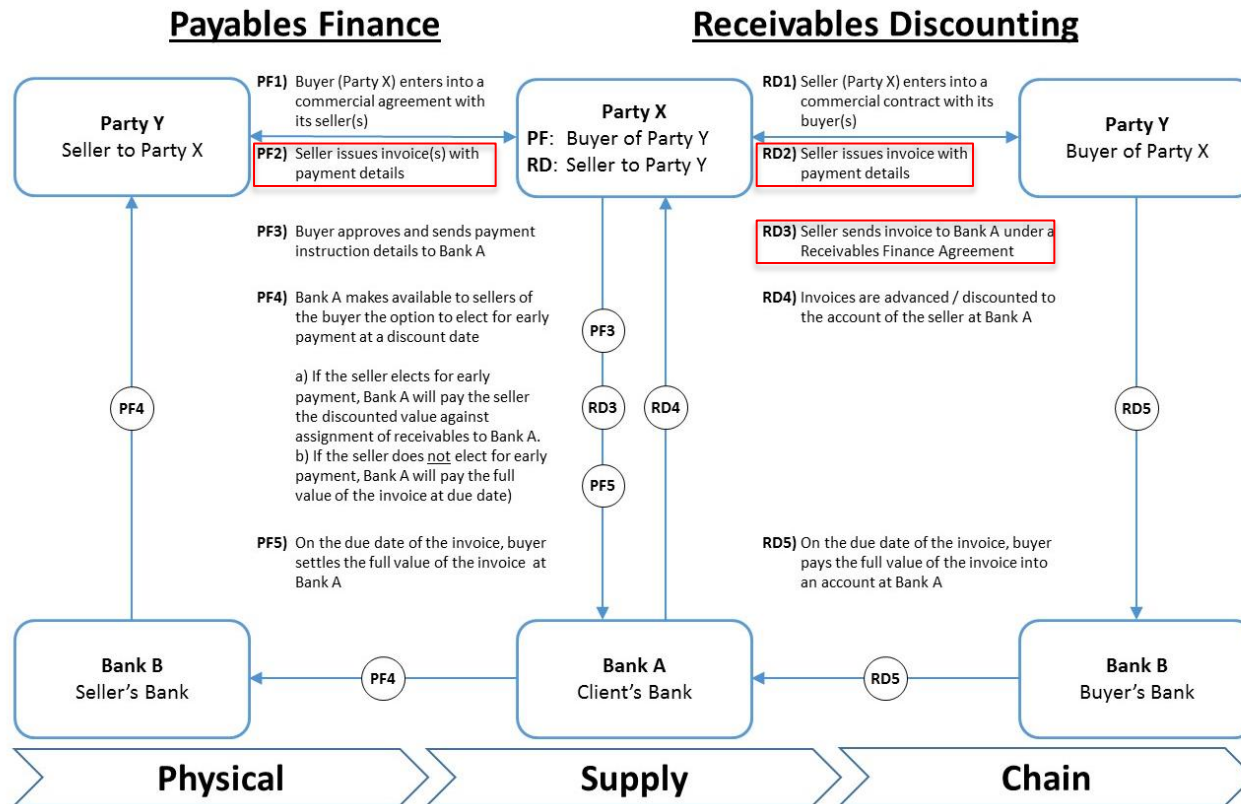 Payables Finance
Receivables Discounting
Party Y
Seller to Party X
PF1) Buyer (Party X) enters into a
commercial agreement with
its seller(s)
PF2) Seller issues invoice(s) with
payment details
Party X
PF: Buyer of Party Y
RD: Seller to Party Y
RD1) Seller (Party X) enters into a
commercial contract with its
buyer(s)
RD2) Seller issues invoice with
payment details
Party Y
Buyer of Party X
PF3) Buyer approves and sends payment
instruction details to Bank A
PF4) Bank A makes available to sellers of
the buyer the option to elect for early
payment at a discount date
a) If the seller elects for early
payment, Bank A will pay the seller
the discounted value against
assignment of receivables to Bank A.
b) If the seller does not elect for early
payment, Bank A will pay the full
value of the invoice at due date)
PF5) On the due date of the invoice, buyer
settles the full value of the invoice at
Bank A
RD3) Seller sends invoice to Bank A under a
Receivables Finance Agreement
RD4) Invoices are advanced / discounted to
the account of the seller at Bank A
RD5) On the due date of the invoice, buyer
pays the full value of the invoice into
an account at Bank A
PF4
PF3
RD3
RD4
PF5
RD5
Bank B
Seller's Bank
PF4
Bank A
Client's Bank
RD5
Bank B
Buyer's Bank
Physical
Supply
Chain